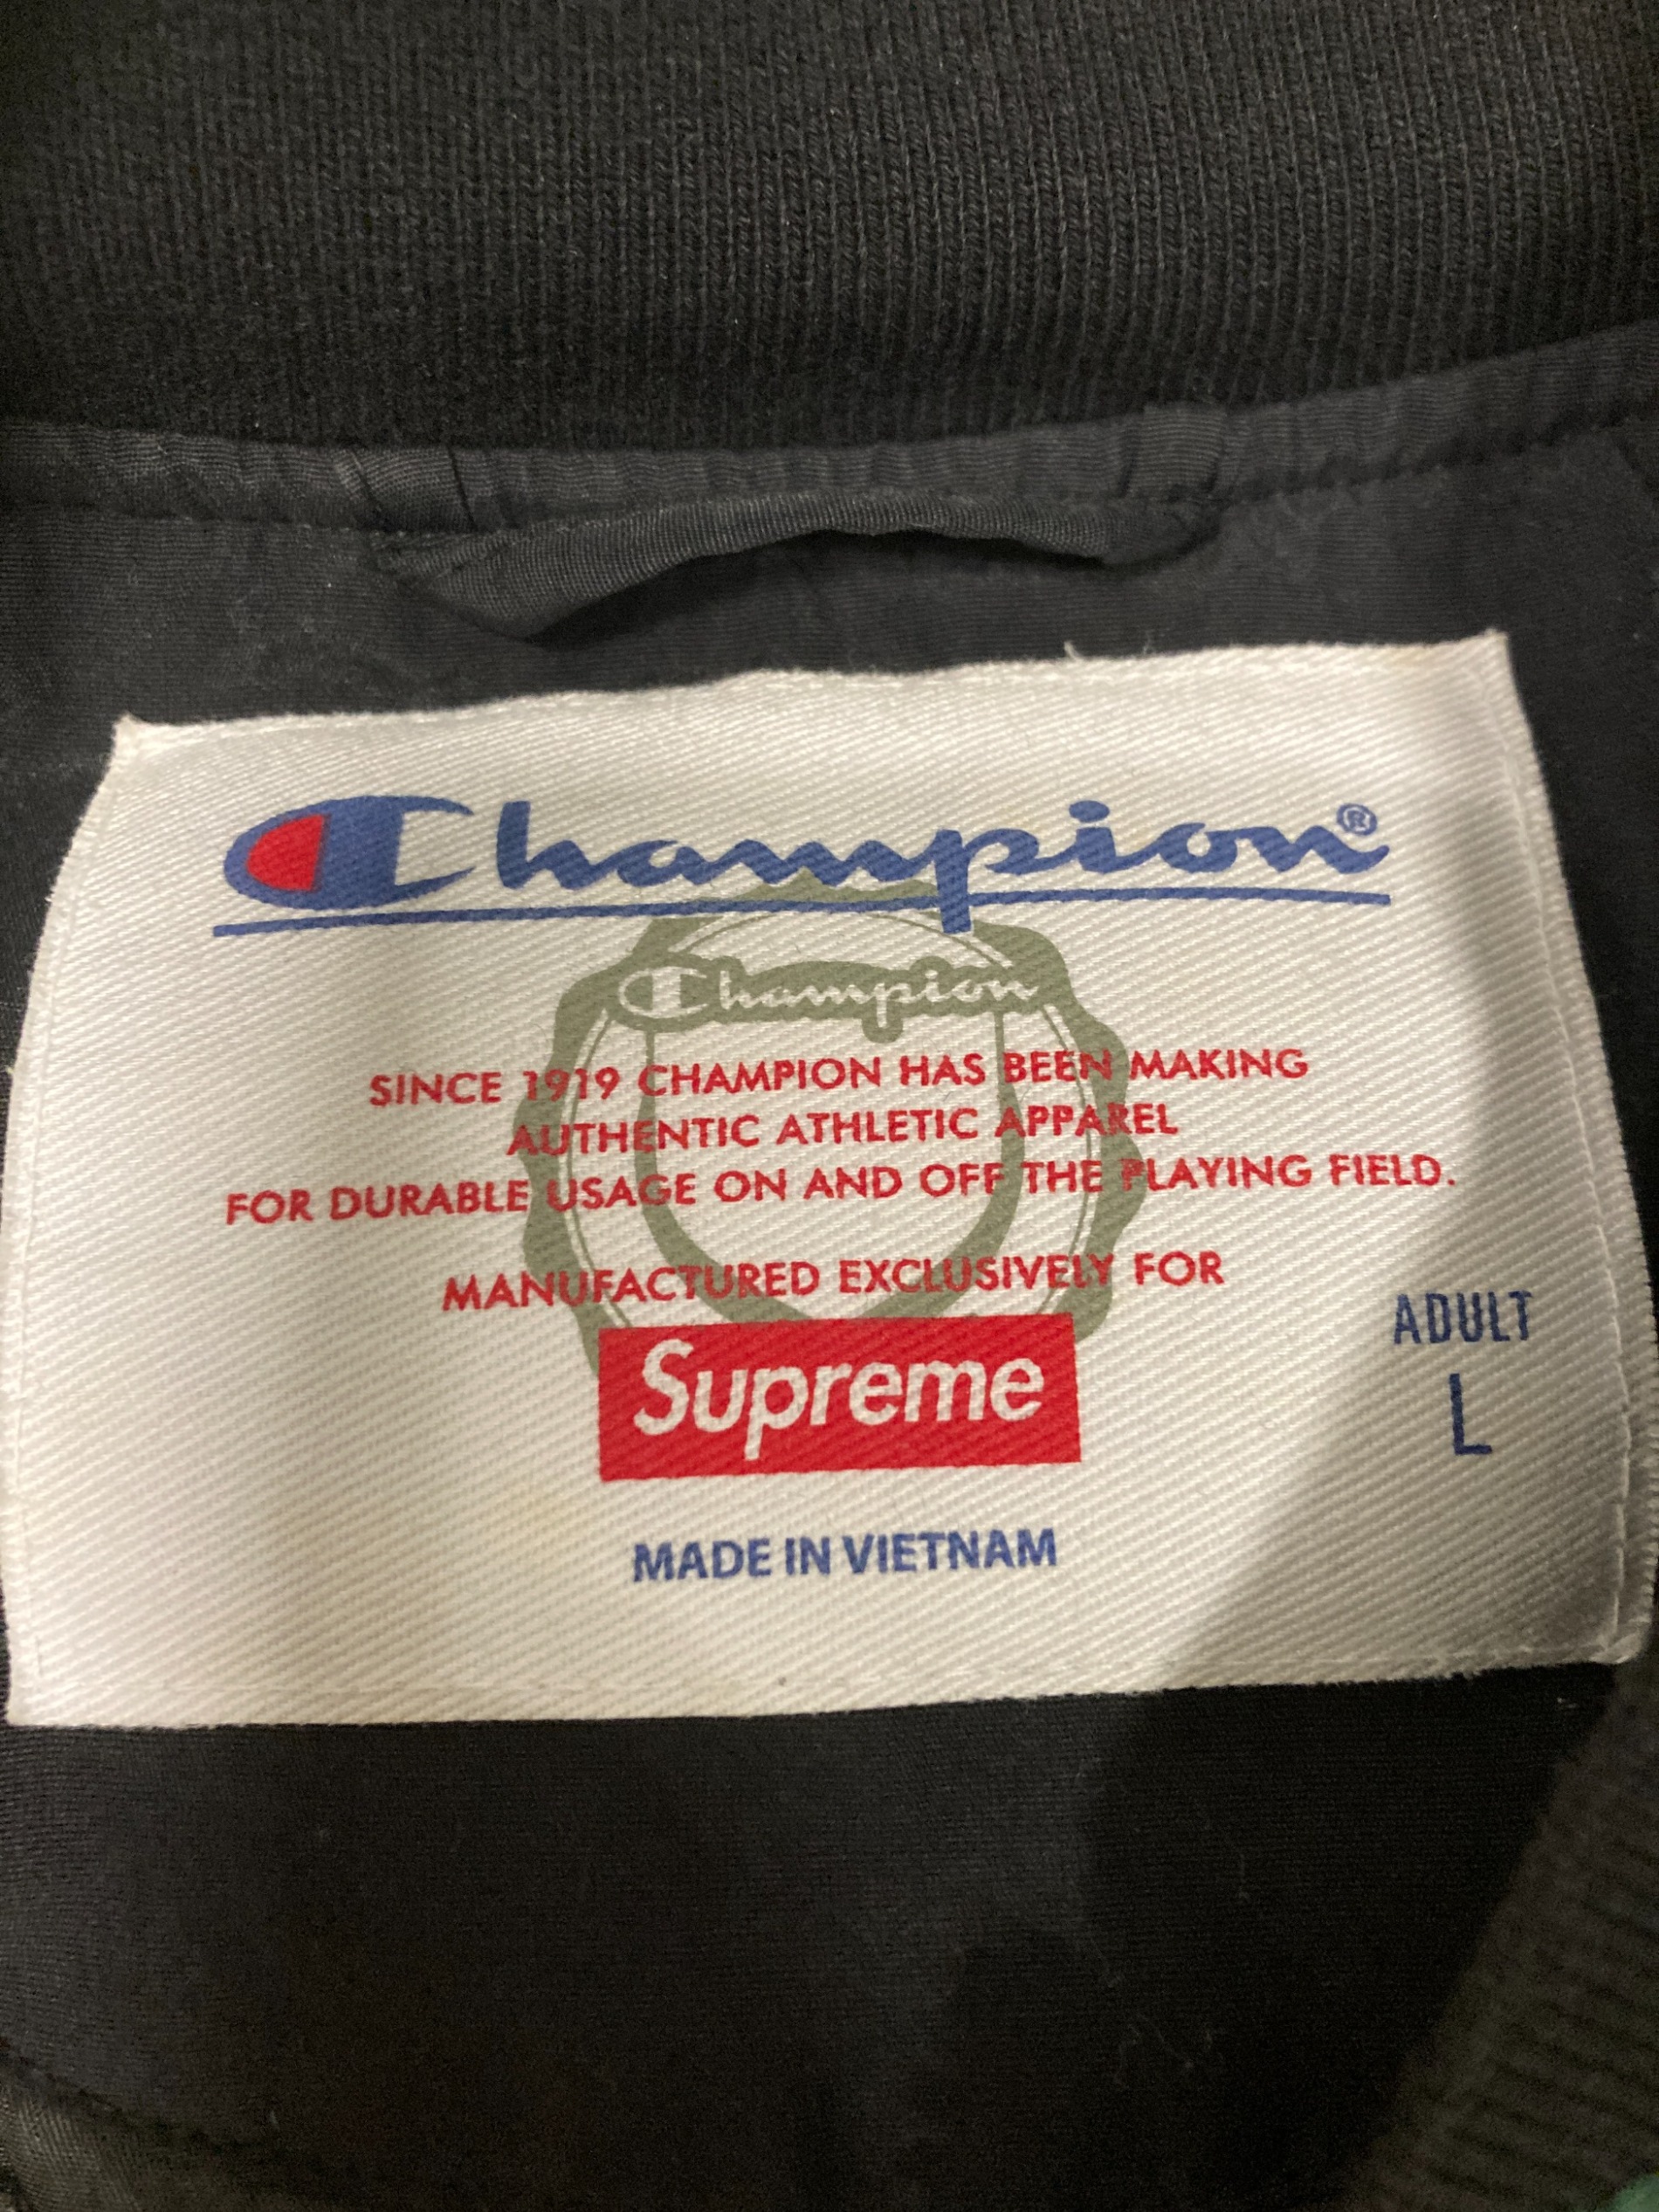 Champion®
Champion
SINCE 1919 CHAMPION HAS BEEN MAKING
AUTHENTIC ATHLETIC APPAREL
FOR DURABLE USAGE ON AND OFF THE PLAYING FIELD.
MANUFACTURED EXCLUSIVELY FOR
Supreme
ADULT
L
MADE IN VIETNAM